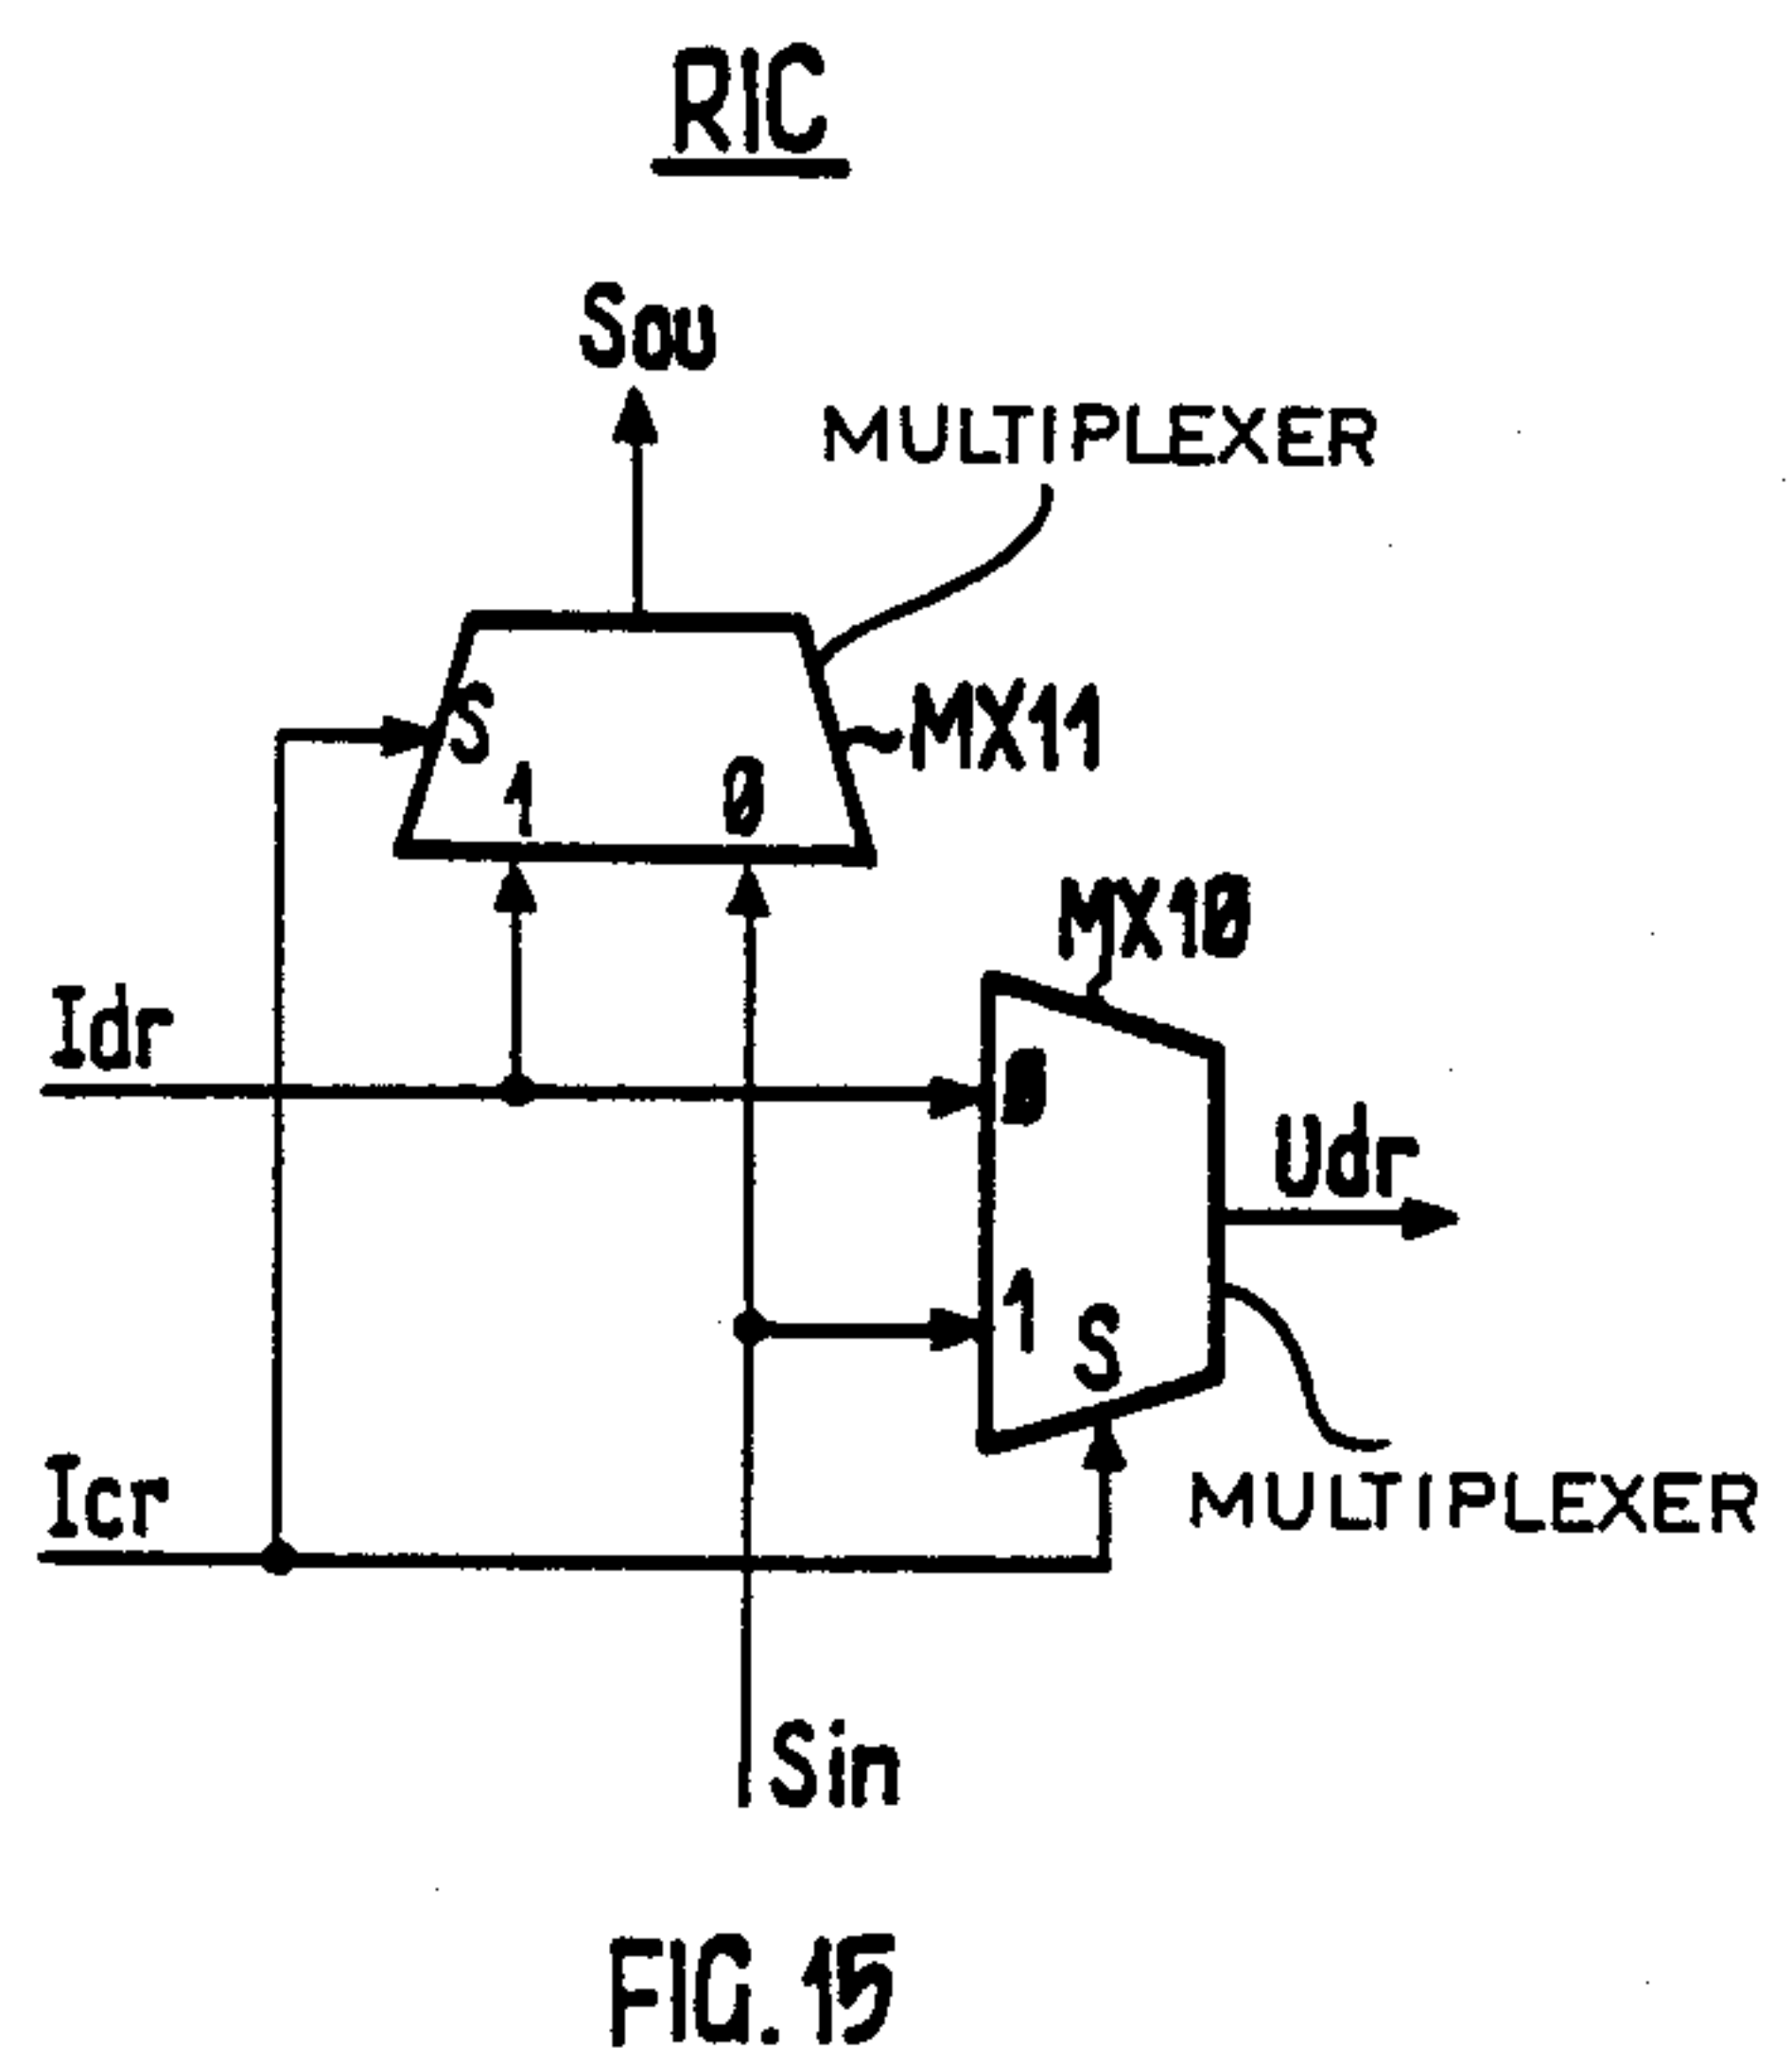 RIC
Sou
MULTIPLEXER
S
MX11
1 0
MX10
Idr
0
Udr
1
S
Icr
MULTIPLEXER
Sin
FIG. 15